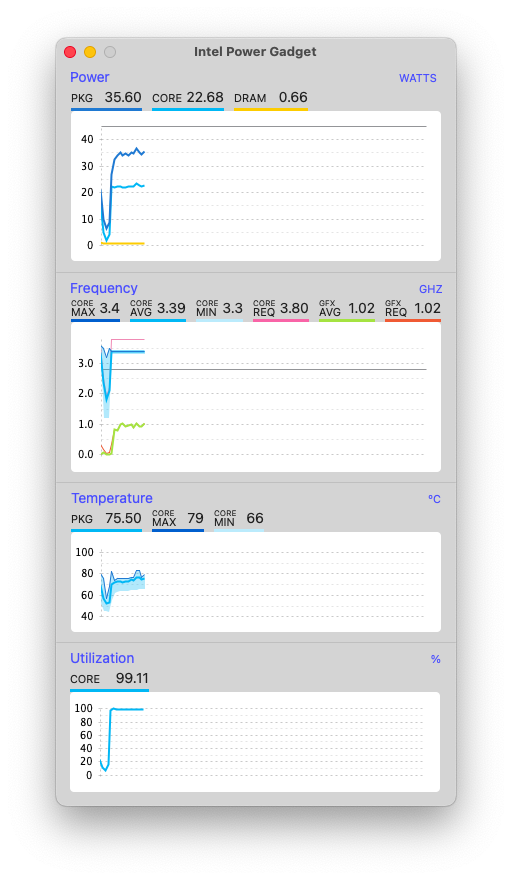 Intel Power Gadget
Power WATTS
PKG 35.60 CORE 22.68 DRAM 0.66
40
30
20
10
0
Frequency GHZ
CORE MAX 3.4 CORE AVG 3.39 CORE MIN 3.3 CORE REQ 3.80 GFX AVG 1.02 GFX REQ 1.02
3.0
2.0
1.0
0.0
Temperature °C
PKG 75.50 CORE MAX 79 CORE MIN 66
100
80
60
40
Utilization %
CORE 99.11
100
80
60
40
20
0